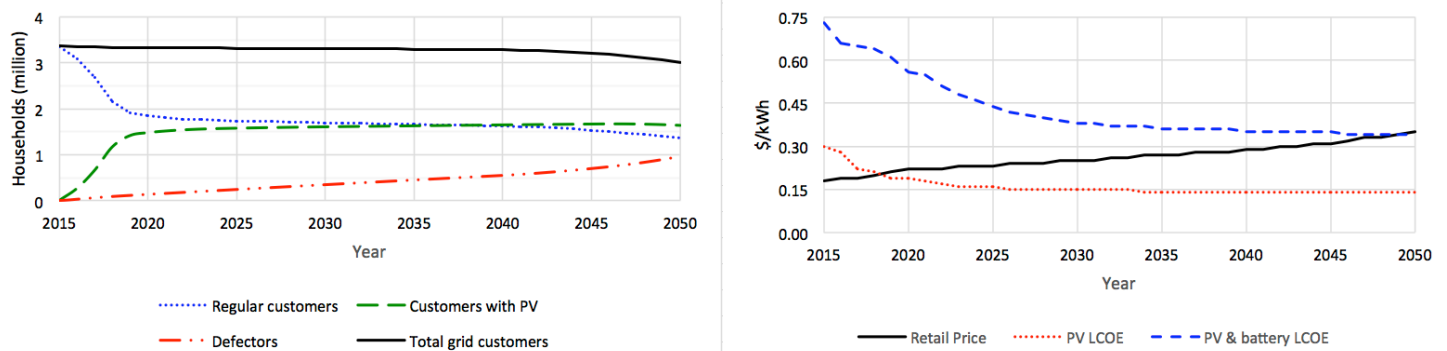 Households (million)
4
3
2
1
0
2015 2020 2025 2030 2035 2040 2045 2050
Year
Regular customers Customers with PV
Defectors Total grid customers
$/kWh
0.75
0.60
0.45
0.30
0.15
0.00
2015 2020 2025 2030 2035 2040 2045 2050
Year
Retail Price PV LCOE PV & battery LCOE